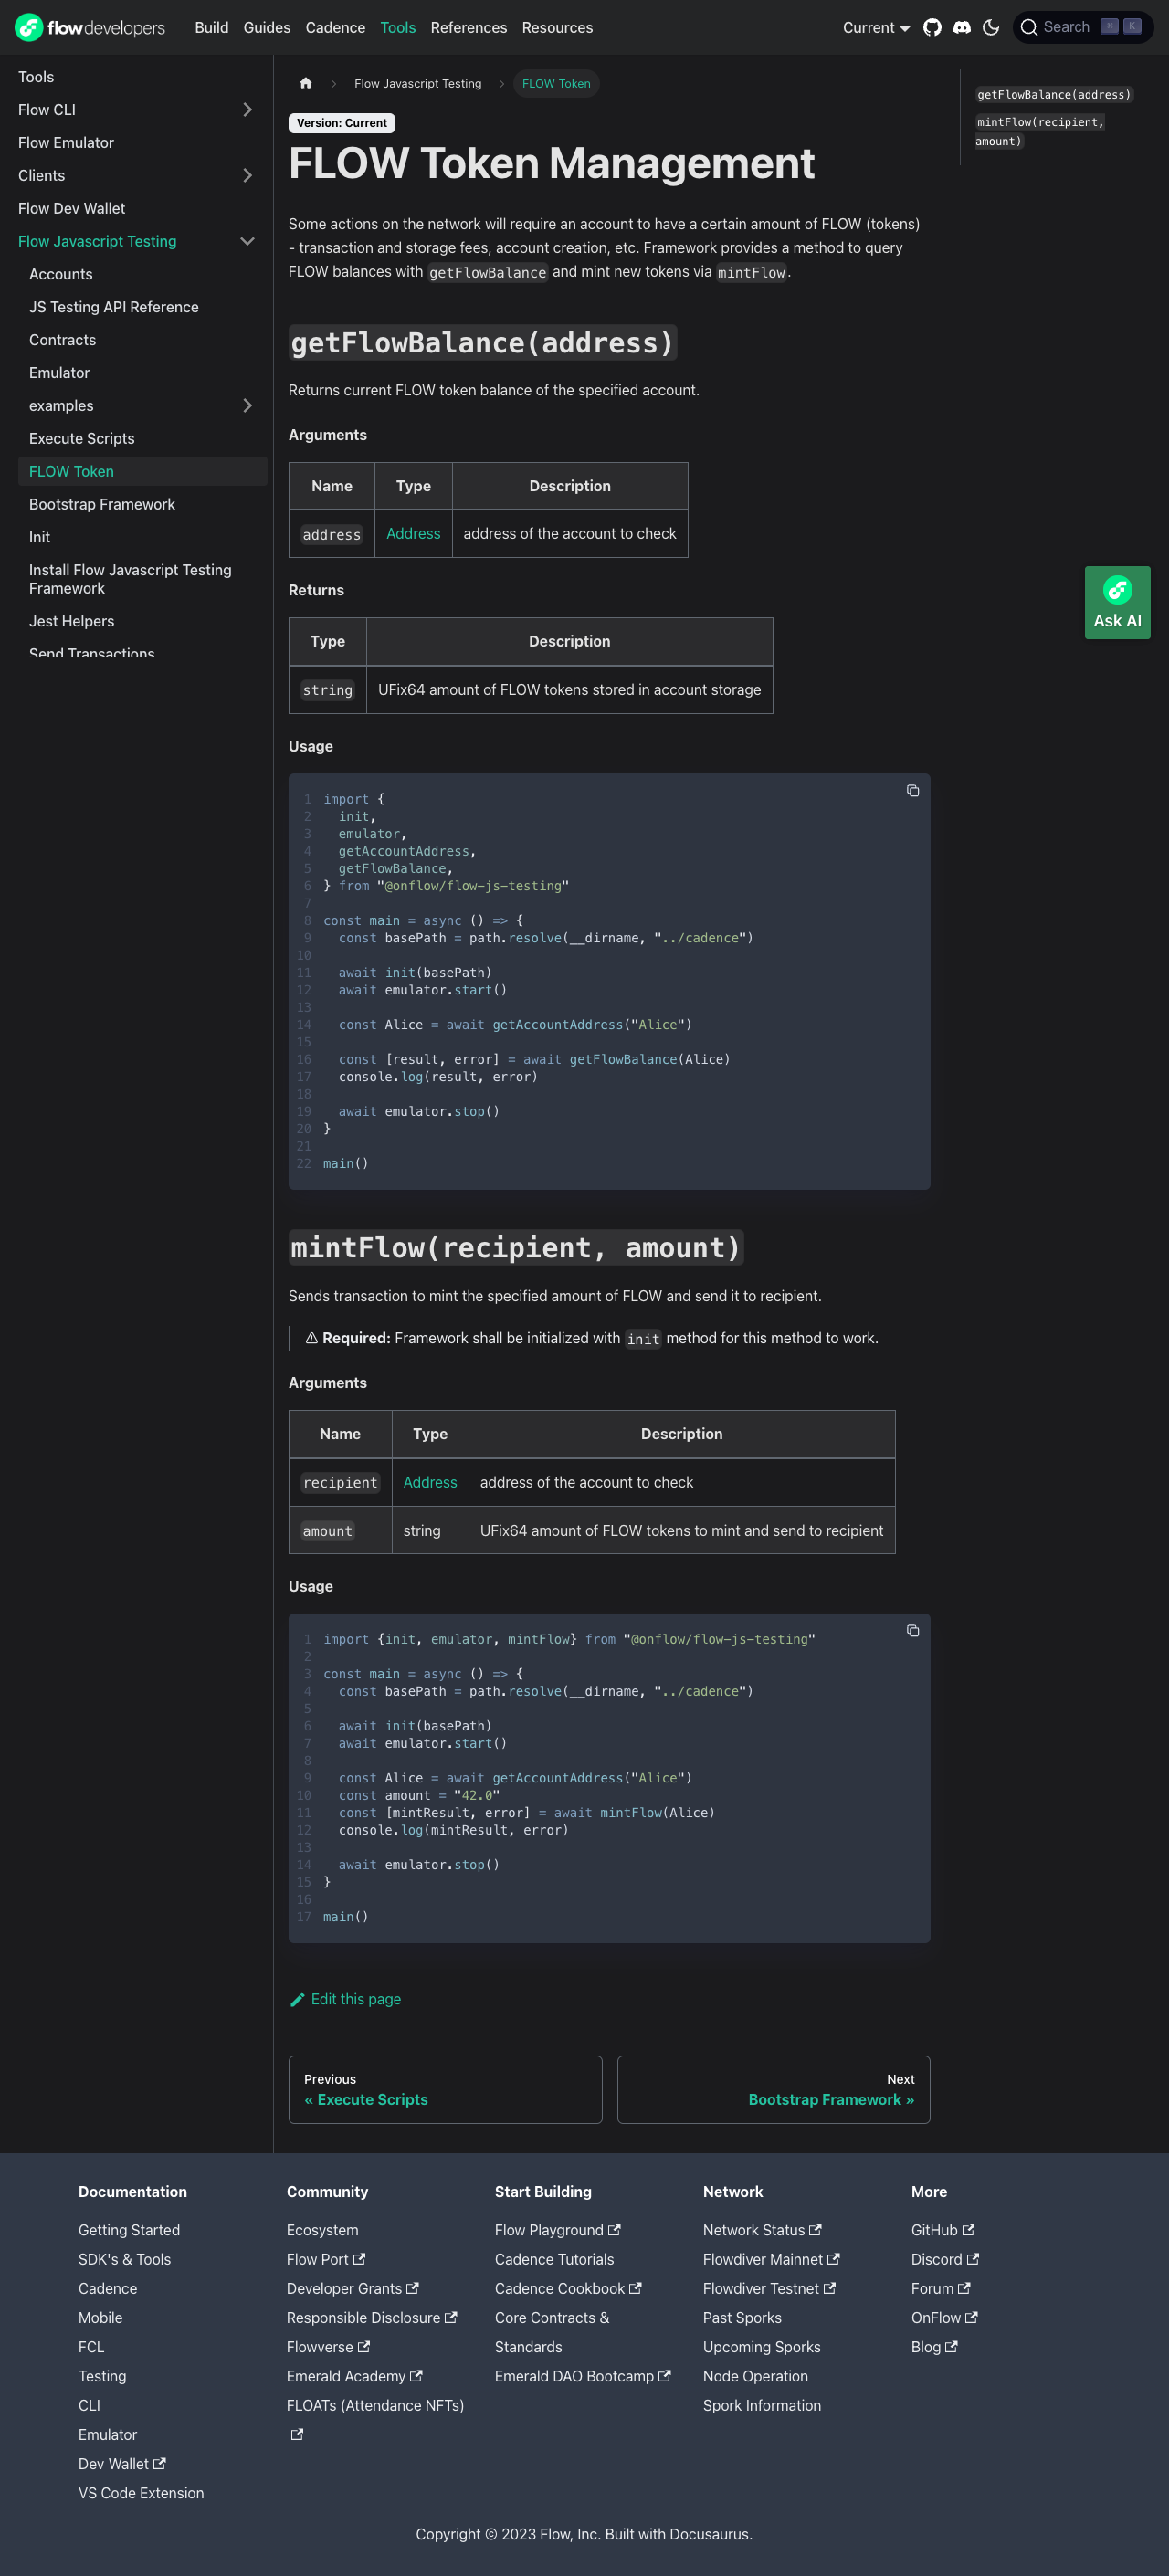 flowdevelopers Build Guides Cadence Tools References Resources Current Search ⌘ K
Tools
Flow CLI
Flow Emulator
Clients
Flow Dev Wallet
Flow Javascript Testing
Accounts
JS Testing API Reference
Contracts
Emulator
examples
Execute Scripts
FLOW Token
Bootstrap Framework
Init
Install Flow Javascript Testing
Framework
Jest Helpers
Send Transactions
Flow Javascript Testing FLOW Token
Version: Current
FLOW Token Management
Some actions on the network will require an account to have a certain amount of FLOW (tokens)
- transaction and storage fees, account creation, etc. Framework provides a method to query
FLOW balances with getFlowBalance and mint new tokens via mintFlow.
getFlowBalance(address)
Returns current FLOW token balance of the specified account.
Arguments
Name Type Description
address Address address of the account to check
Returns
Type Description
string UFix64 amount of FLOW tokens stored in account storage
Usage
1 import {
2   init,
3   emulator,
4   getAccountAddress,
5   getFlowBalance,
6 } from "@onflow/flow-js-testing"
7
8 const main = async () => {
9   const basePath = path.resolve(__dirname, "../cadence")
10
11   await init(basePath)
12   await emulator.start()
13
14   const Alice = await getAccountAddress("Alice")
15
16   const [result, error] = await getFlowBalance(Alice)
17   console.log(result, error)
18
19   await emulator.stop()
20 }
21
22 main()
mintFlow(recipient, amount)
Sends transaction to mint the specified amount of FLOW and send it to recipient.
⚠ Required: Framework shall be initialized with init method for this method to work.
Arguments
Name Type Description
recipient Address address of the account to check
amount string UFix64 amount of FLOW tokens to mint and send to recipient
Usage
1 import {init, emulator, mintFlow} from "@onflow/flow-js-testing"
2
3 const main = async () => {
4   const basePath = path.resolve(__dirname, "../cadence")
5
6   await init(basePath)
7   await emulator.start()
8
9   const Alice = await getAccountAddress("Alice")
10   const amount = "42.0"
11   const [mintResult, error] = await mintFlow(Alice)
12   console.log(mintResult, error)
13
14   await emulator.stop()
15 }
16
17 main()
Edit this page
Previous
« Execute Scripts
Next
Bootstrap Framework »
getFlowBalance(address)
mintFlow(recipient,
amount)
Ask AI
Documentation
Getting Started
SDK's & Tools
Cadence
Mobile
FCL
Testing
CLI
Emulator
Dev Wallet
VS Code Extension
Community
Ecosystem
Flow Port
Developer Grants
Responsible Disclosure
Flowverse
Emerald Academy
FLOATs (Attendance NFTs)
Start Building
Flow Playground
Cadence Tutorials
Cadence Cookbook
Core Contracts &
Standards
Emerald DAO Bootcamp
Network
Network Status
Flowdiver Mainnet
Flowdiver Testnet
Past Sporks
Upcoming Sporks
Node Operation
Spork Information
More
GitHub
Discord
Forum
OnFlow
Blog
Copyright © 2023 Flow, Inc. Built with Docusaurus.